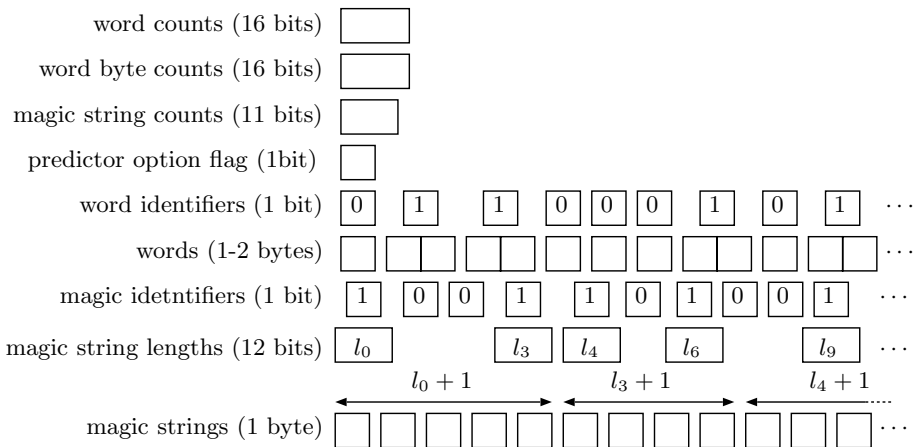 word counts (16 bits)
word byte counts (16 bits)
magic string counts (11 bits)
predictor option flag (1bit)
word identifiers (1 bit) 0 1 1 0 0 0 1 0 1 ···
words (1-2 bytes) ···
magic idetntifiers (1 bit) 1 0 0 1 1 0 1 0 0 1 ···
magic string lengths (12 bits) l0 l3 l4 l6 l9 ···
l0 + 1 l3 + 1 l4 + 1
magic strings (1 byte) ···